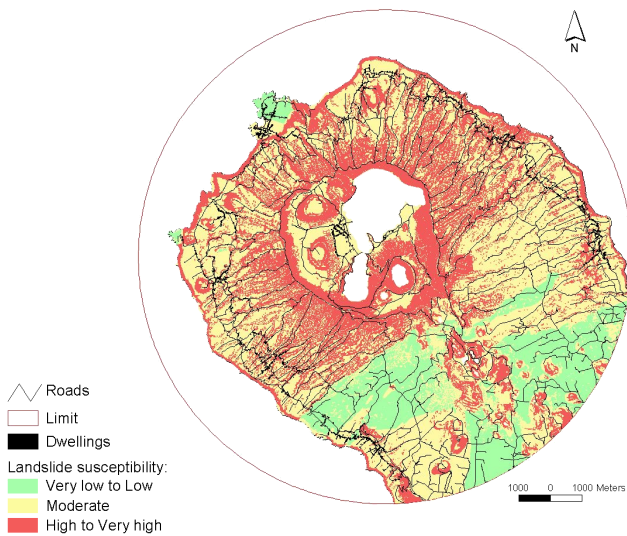 N
Roads
Limit
Dwellings
Landslide susceptibility:
Very low to Low
Moderate
High to Very high
1000 0 1000 Meters